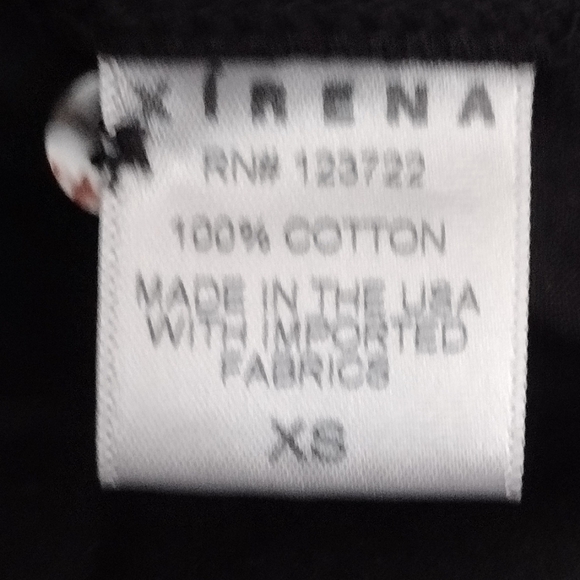 XIRENA
RN# 123722
100% COTTON
MADE IN THE USA
WITH IMPORTED
FABRICS
XS